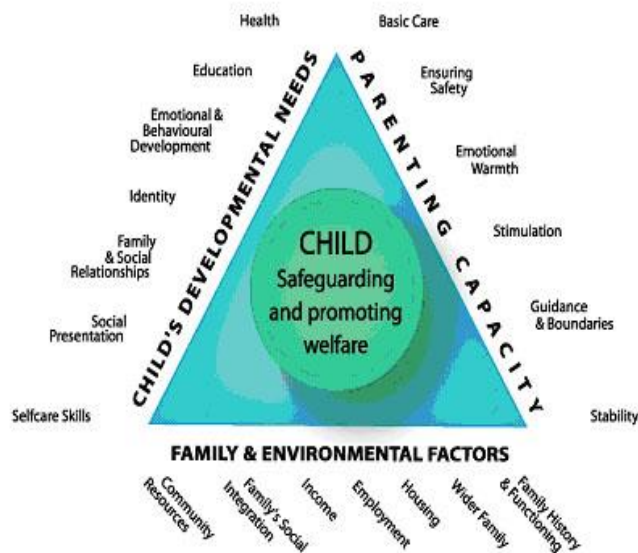 Health
Education
Emotional &
Behavioural
Development
Identity
Family
& Social
Relationships
Social
Presentation
Selfcare Skills
CHILD'S DEVELOPMENTAL NEEDS
Basic Care
Ensuring
Safety
Emotional
Warmth
Stimulation
Guidance
& Boundaries
Stability
PARENTING CAPACITY
CHILD
Safeguarding
and promoting
welfare
FAMILY & ENVIRONMENTAL FACTORS
Community
Resources
Family's Social
Integration
Income
Employment
Housing
Wider Family
Family History
& Functioning